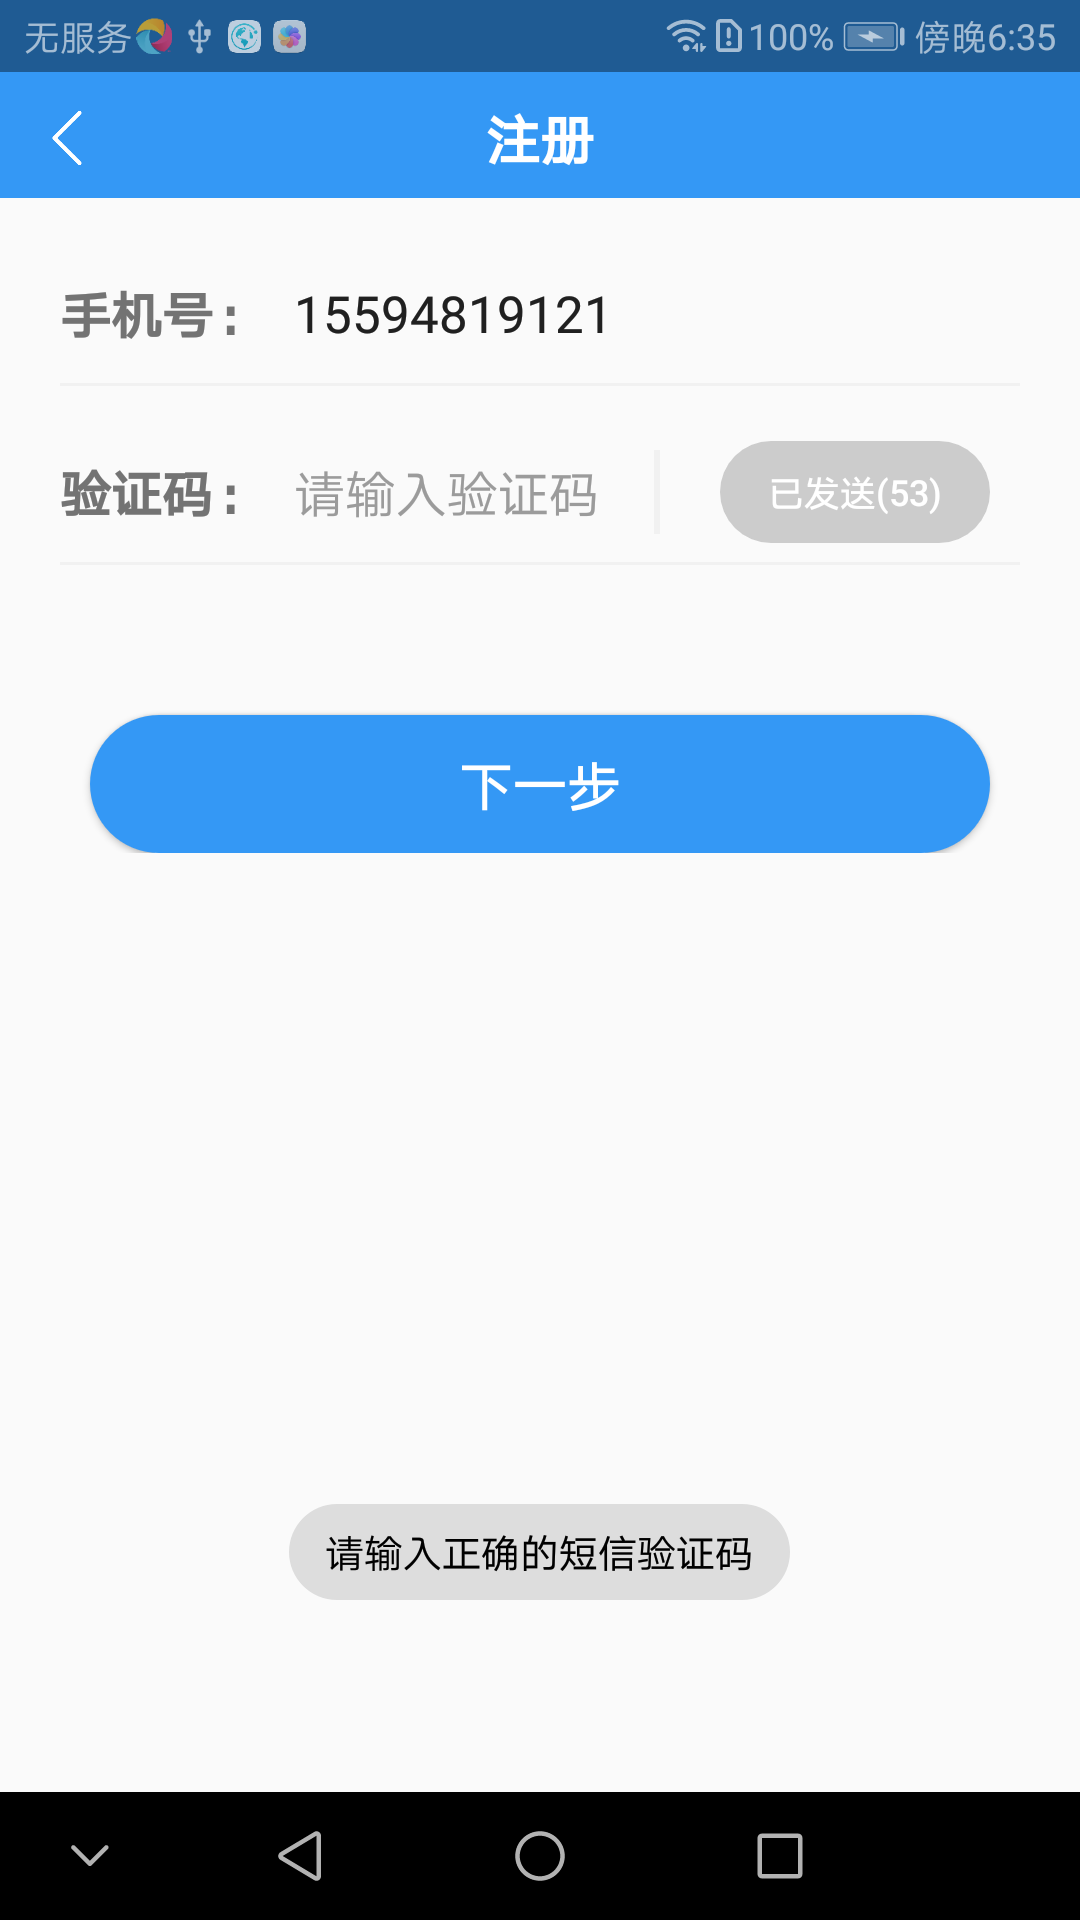 无服务 100% 傍晚6:35
注册
手机号: 15594819121
验证码: 请输入验证码 已发送(53)
下一步
请输入正确的短信验证码